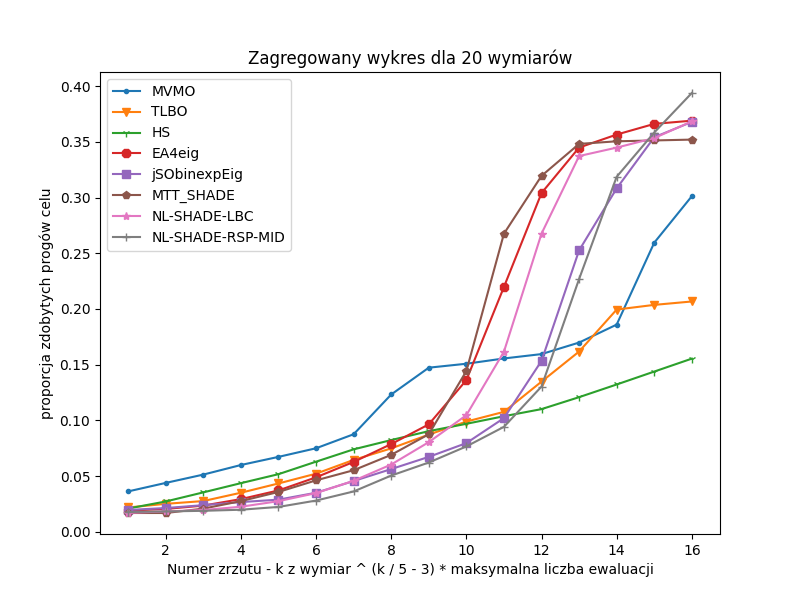 Zagregowany wykres dla 20 wymiarów
MVMO
TLBO
HS
EA4eig
jSObinexpEig
MTT_SHADE
NL-SHADE-LBC
NL-SHADE-RSP-MID
proporcja zdobytych progów celu
0.40
0.35
0.30
0.25
0.20
0.15
0.10
0.05
0.00
2 4 6 8 10 12 14 16
Numer zrzutu - k z wymiar ^ (k / 5 - 3) * maksymalna liczba ewaluacji